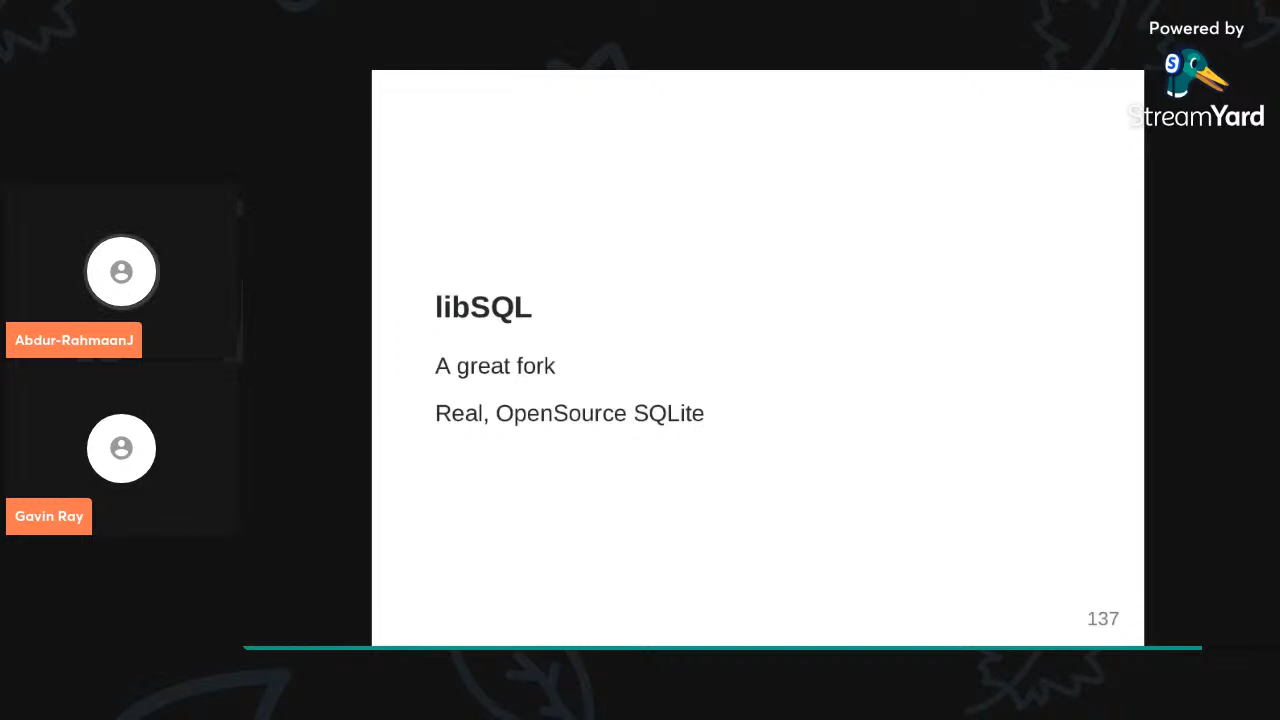 Powered by
S
StreamYard
Abdur-RahmaanJ
Gavin Ray
libSQL
A great fork
Real, OpenSource SQLite
137